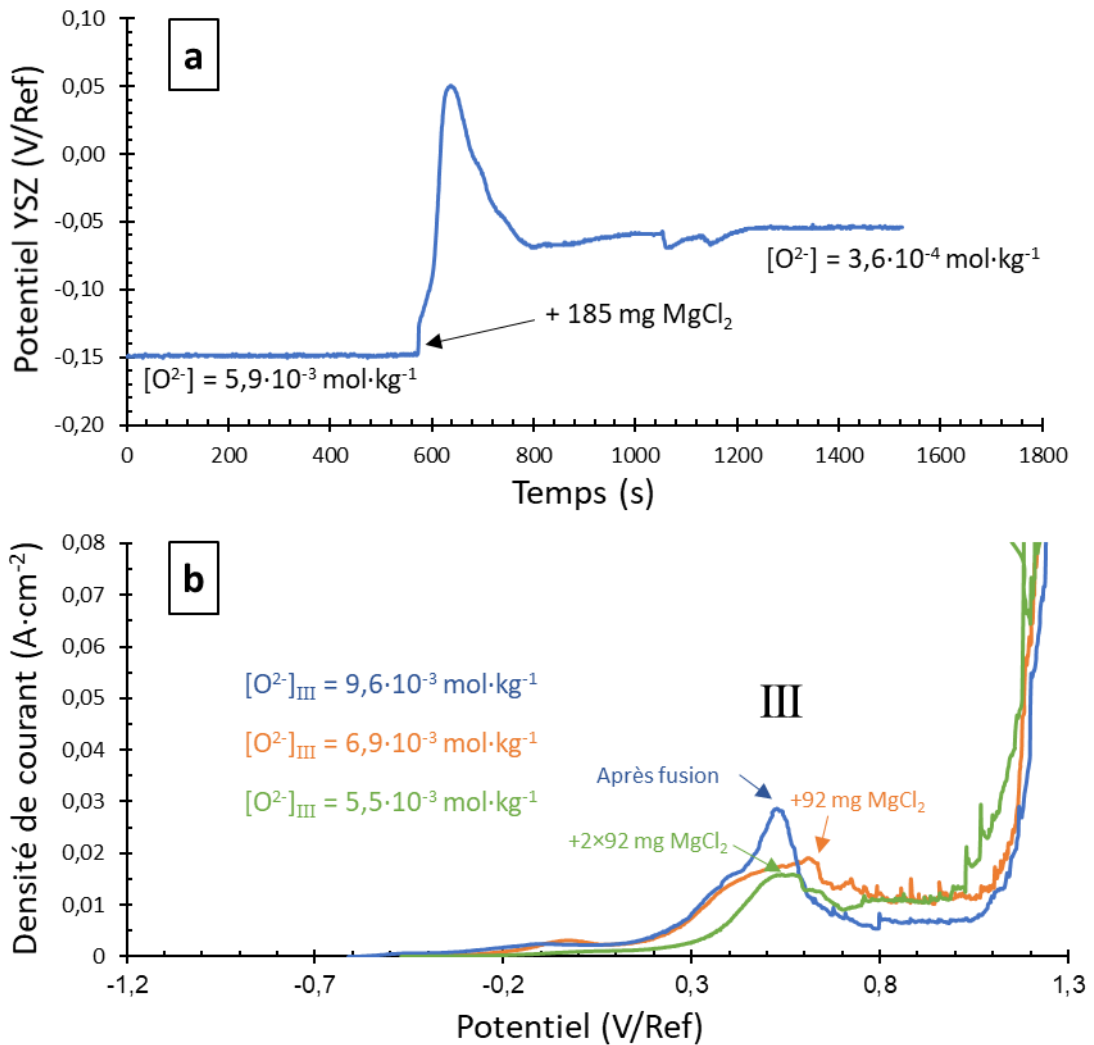 a
0,10
0,05
0,00
-0,05
-0,10
-0,15
-0,20
Potentiel YSZ (V/Ref)
[O²⁻] = 3,6·10⁻⁴ mol·kg⁻¹
+ 185 mg MgCl₂
[O²⁻] = 5,9·10⁻³ mol·kg⁻¹
0 200 400 600 800 1000 1200 1400 1600 1800
Temps (s)
b
0,08
0,07
0,06
0,05
0,04
0,03
0,02
0,01
0
Densité de courant (A·cm⁻²)
[O²⁻]III = 9,6·10⁻³ mol·kg⁻¹
[O²⁻]III = 6,9·10⁻³ mol·kg⁻¹
[O²⁻]III = 5,5·10⁻³ mol·kg⁻¹
III
Après fusion
+92 mg MgCl₂
+2×92 mg MgCl₂
-1,2 -0,7 -0,2 0,3 0,8 1,3
Potentiel (V/Ref)